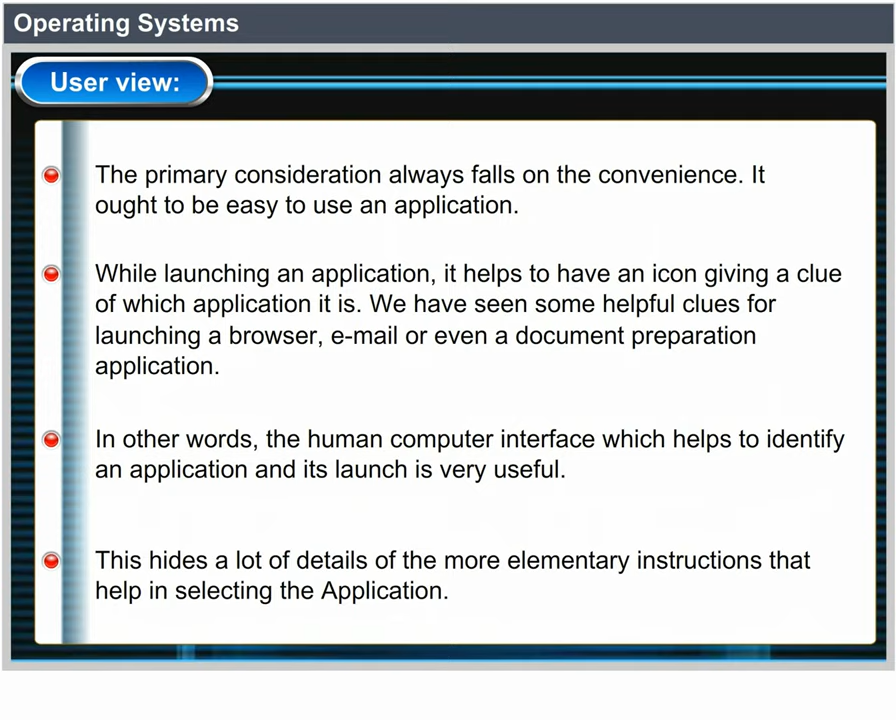 Operating Systems
User view:
The primary consideration always falls on the convenience. It
ought to be easy to use an application.
While launching an application, it helps to have an icon giving a clue
of which application it is. We have seen some helpful clues for
launching a browser, e-mail or even a document preparation
application.
In other words, the human computer interface which helps to identify
an application and its launch is very useful.
This hides a lot of details of the more elementary instructions that
help in selecting the Application.